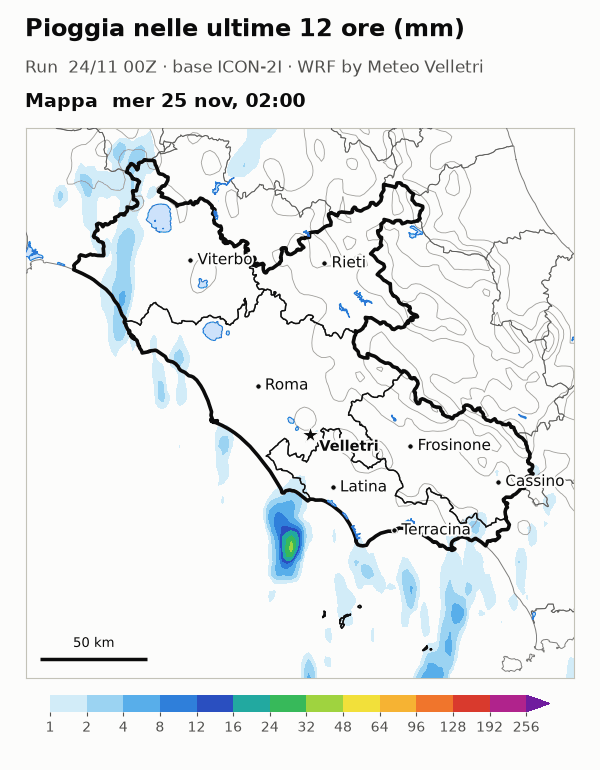 Pioggia nelle ultime 12 ore (mm)
Run  24/11 00Z · base ICON-2I · WRF by Meteo Velletri
Mappa  mer 25 nov, 02:00
Viterbo
Rieti
Roma
Velletri
Frosinone
Latina
Cassino
Terracina
50 km
1 2 4 8 12 16 24 32 48 64 96 128 192 256